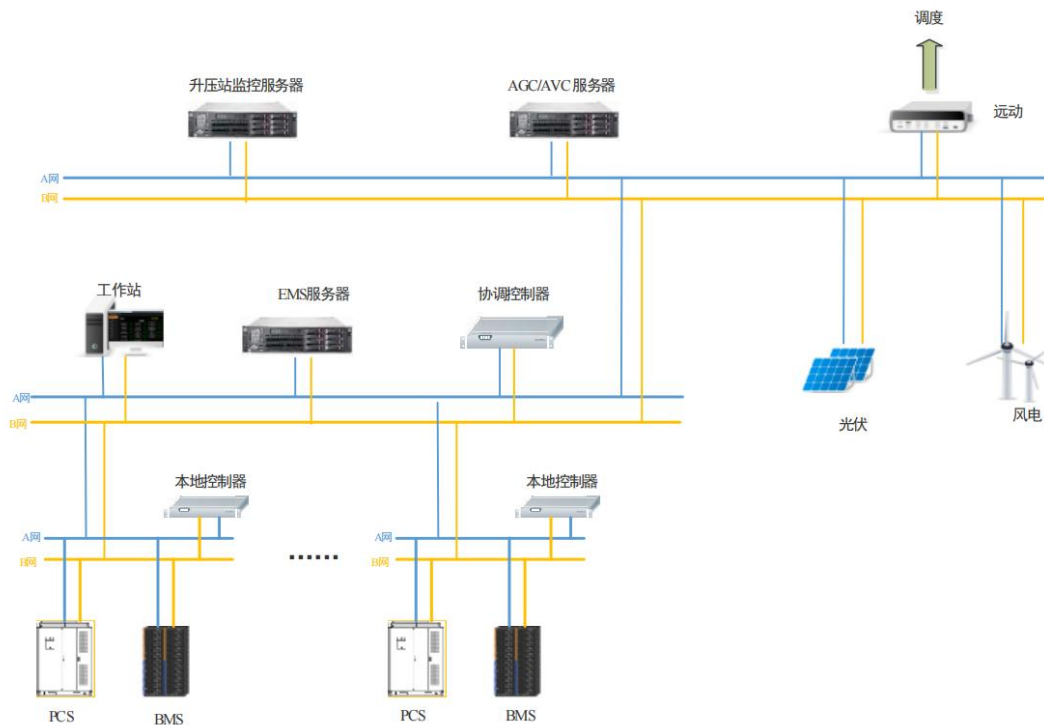 调度
升压站监控服务器
AGC/AVC 服务器
远动
A网
B网
工作站
EMS服务器
协调控制器
A网
B网
光伏
风电
本地控制器
本地控制器
A网
B网
......
A网
B网
PCS
BMS
PCS
BMS